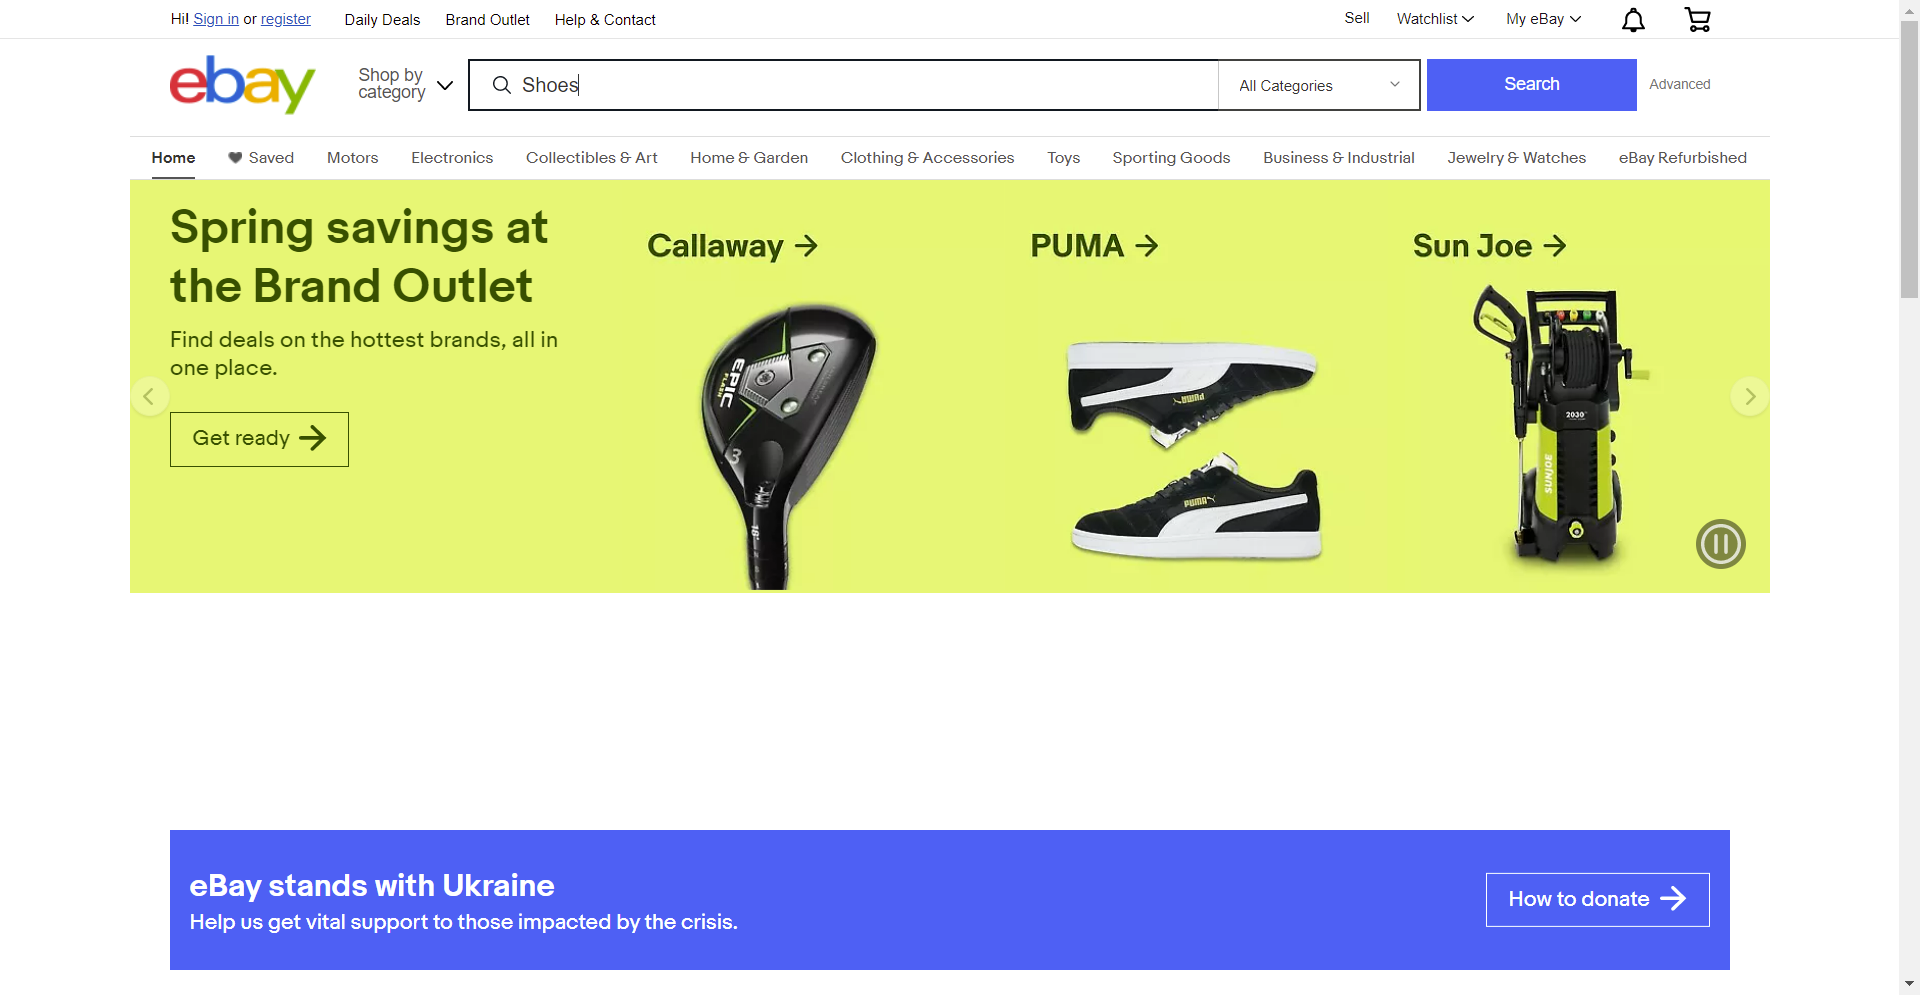 Hi! Sign in or register Daily Deals Brand Outlet Help & Contact Sell Watchlist My eBay
ebay
Shop by
category
Shoes
All Categories
Search
Advanced
Home Saved Motors Electronics Collectibles & Art Home & Garden Clothing & Accessories Toys Sporting Goods Business & Industrial Jewelry & Watches eBay Refurbished
Spring savings at
the Brand Outlet
Find deals on the hottest brands, all in
one place.
Get ready
Callaway
EPIC
FLASH
3
18°
PUMA
PUMA
PUMA
Sun Joe
2030
SUNJOE
eBay stands with Ukraine
Help us get vital support to those impacted by the crisis.
How to donate